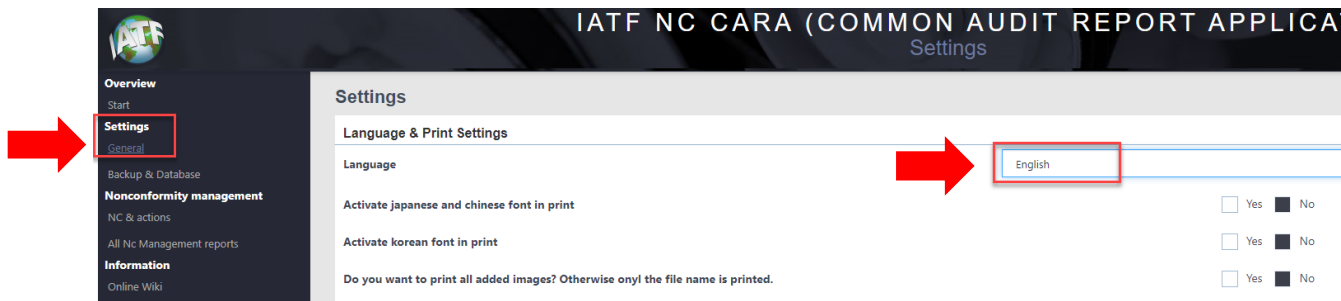 IATF
IATF NC CARA (COMMON AUDIT REPORT APPLICA
Settings
Overview
Start
Settings
General
Backup & Database
Nonconformity management
NC & actions
All Nc Management reports
Information
Online Wiki
Settings
Language & Print Settings
Language English
Activate japanese and chinese font in print Yes No
Activate korean font in print Yes No
Do you want to print all added images? Otherwise onyl the file name is printed. Yes No